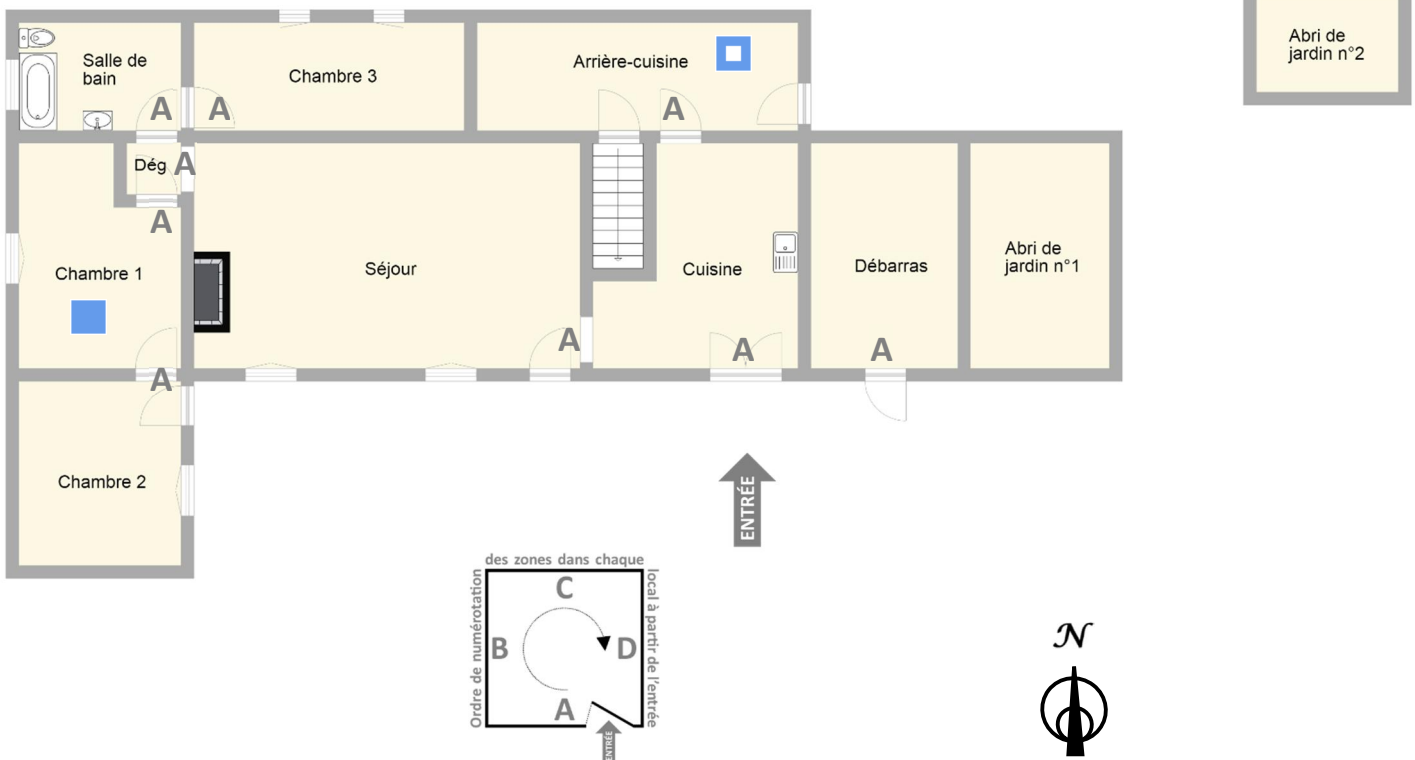 Abri de
jardin n°2
Salle de
bain
Chambre 3
Arrière-cuisine
A
A
A
Dég
A
A
Chambre 1
Séjour
Cuisine
Débarras
Abri de
jardin n°1
A
A
A
A
Chambre 2
ENTRÉE
des zones dans chaque
Ordre de numérotation
local à partir de l'entrée
C
B
D
A
ENTRÉE
N